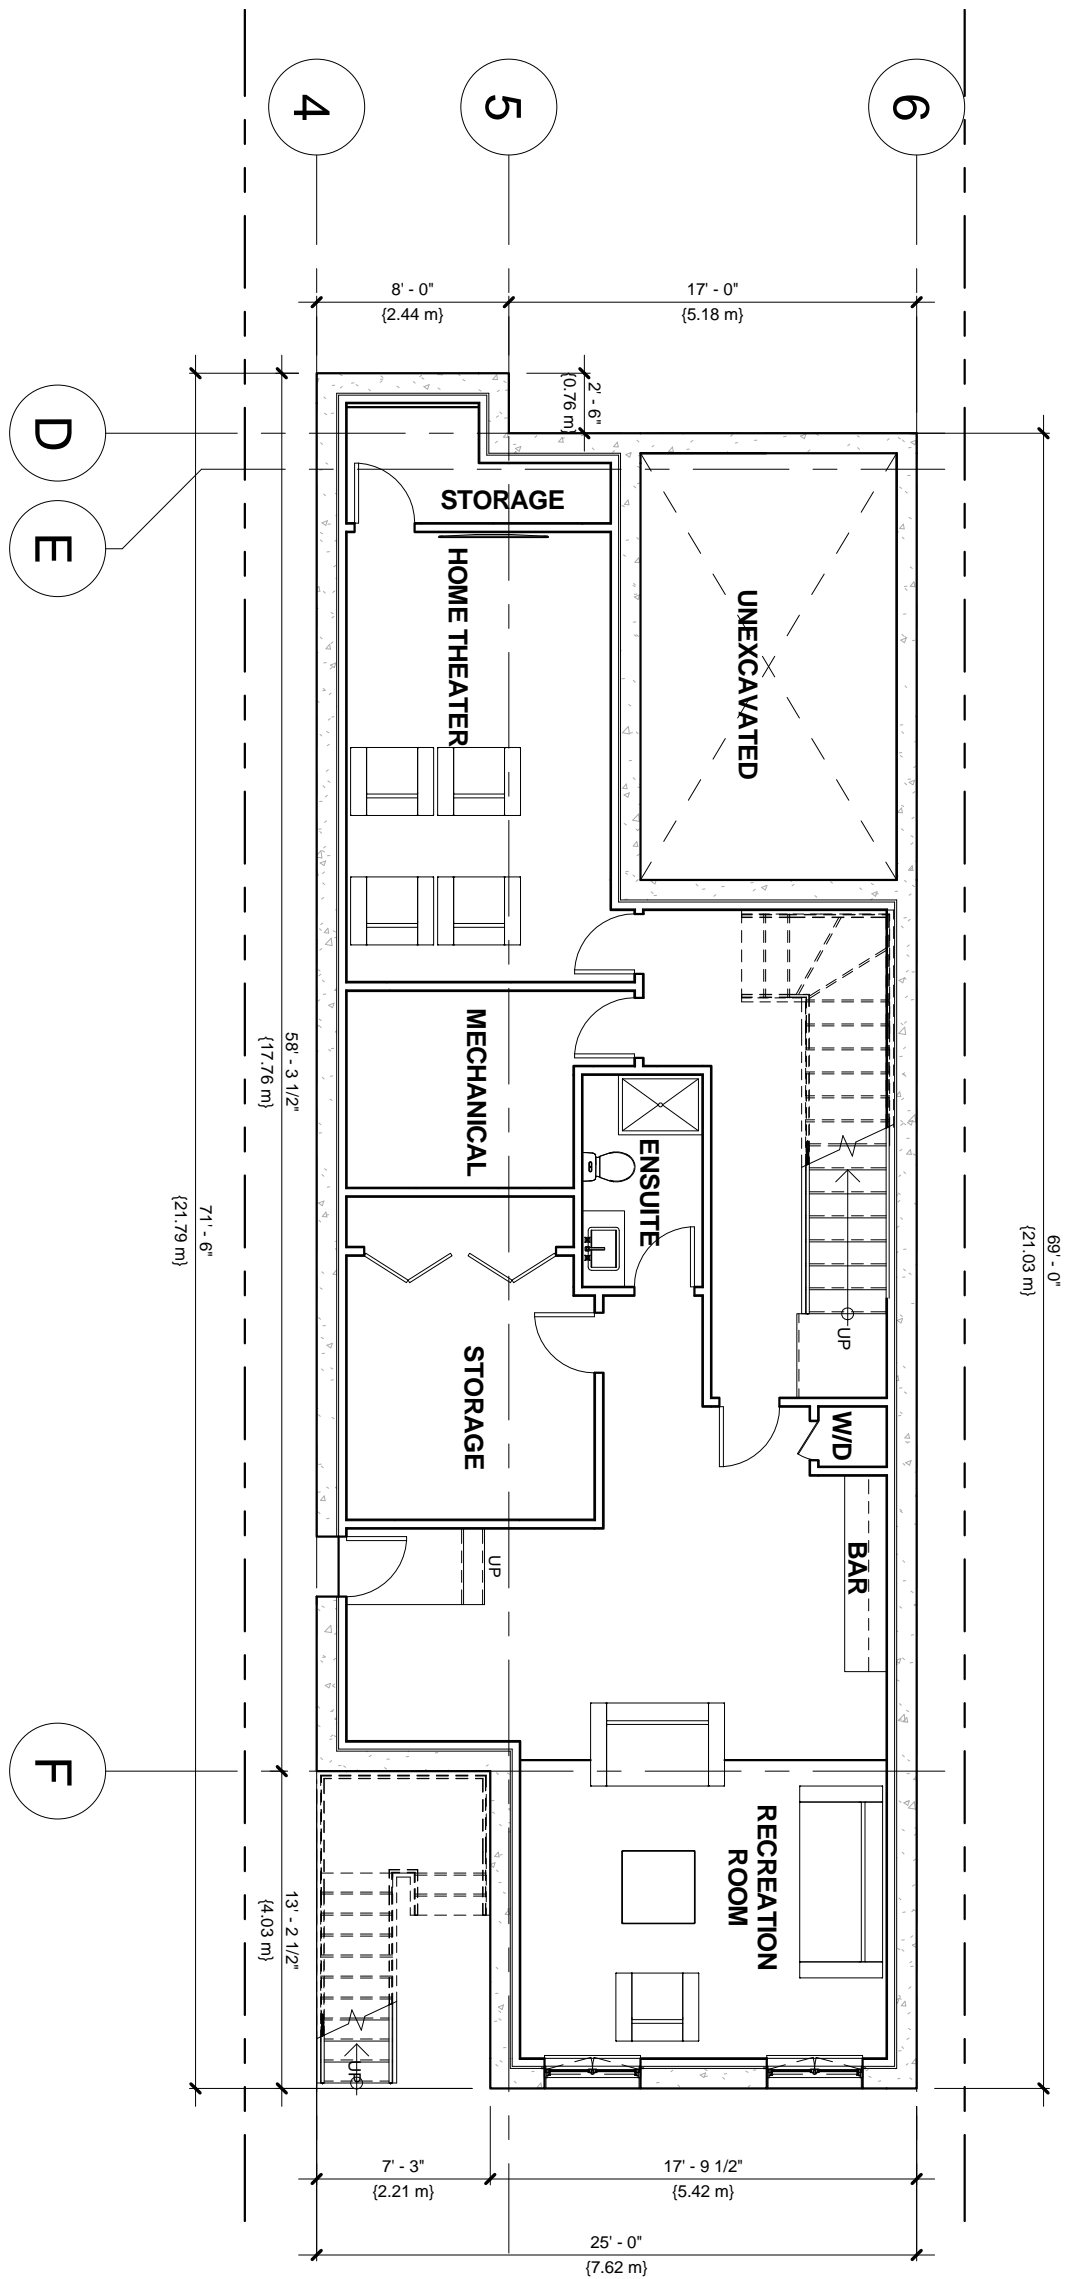 4
5
6
8' - 0"
{2.44 m}
17' - 0"
{5.18 m}
2' - 6"
{0.76 m}
D
E
F
STORAGE
HOME THEATER
UNEXCAVATED
MECHANICAL
ENSUITE
UP
STORAGE
W/D
BAR
UP
RECREATION
ROOM
UP
58' - 3 1/2"
{17.76 m}
71' - 6"
{21.79 m}
69' - 0"
{21.03 m}
13' - 2 1/2"
{4.03 m}
7' - 3"
{2.21 m}
17' - 9 1/2"
{5.42 m}
25' - 0"
{7.62 m}